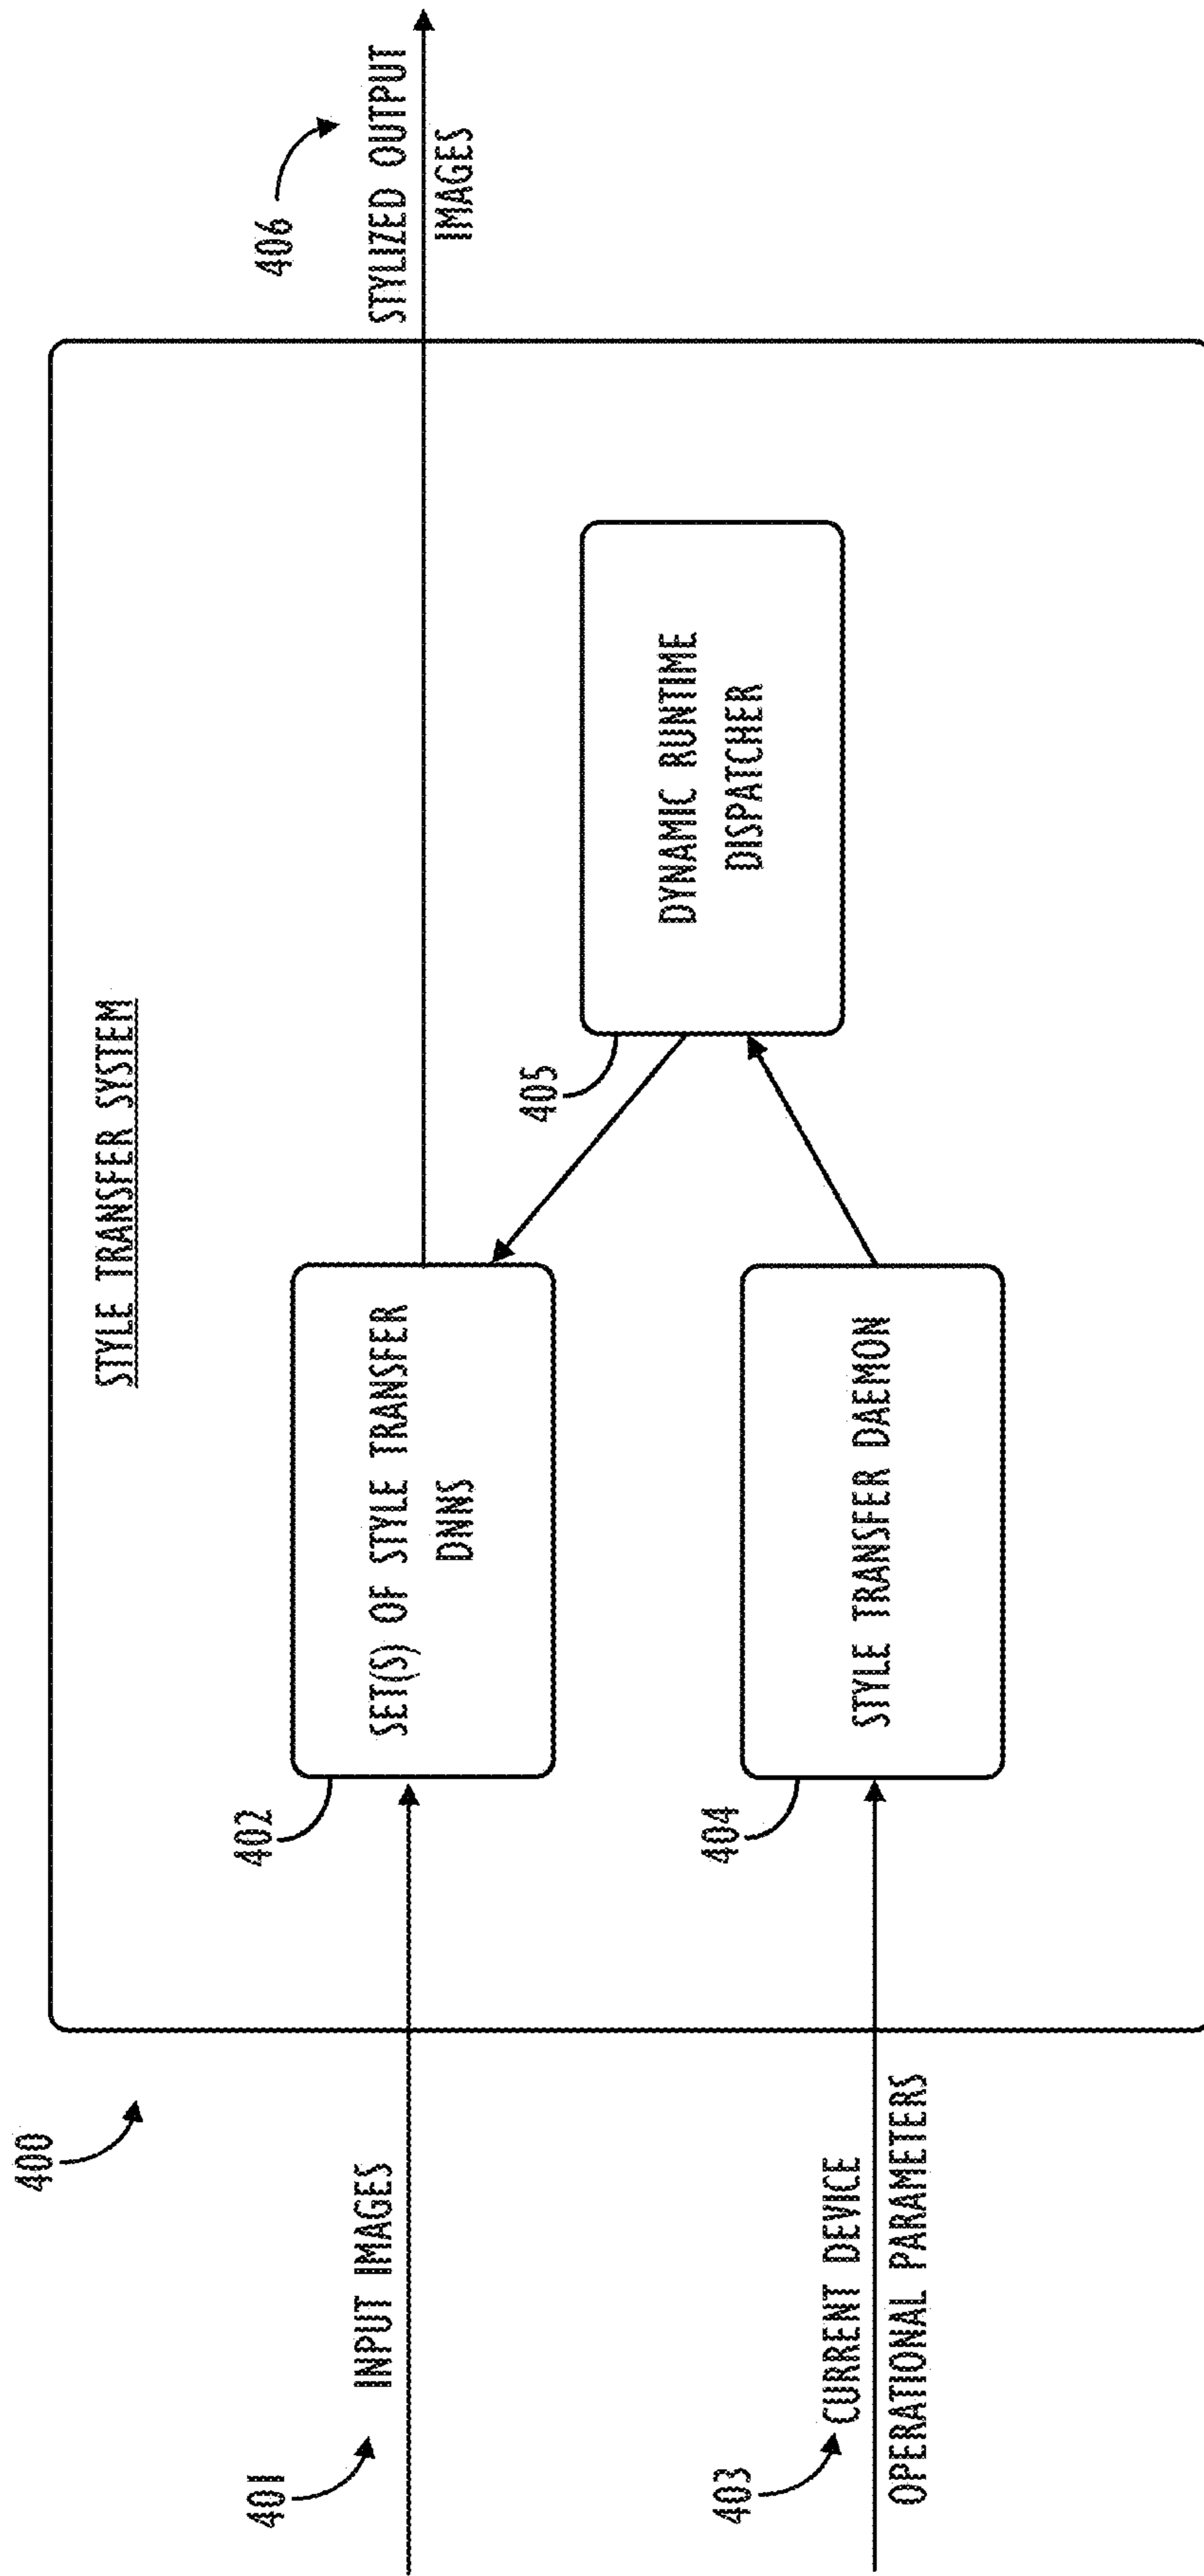 400
STYLE TRANSFER SYSTEM
401
INPUT IMAGES
402
SET(S) OF STYLE TRANSFER
DNNS
406
STYLIZED OUTPUT
IMAGES
405
DYNAMIC RUNTIME
DISPATCHER
403
CURRENT DEVICE
OPERATIONAL PARAMETERS
404
STYLE TRANSFER DAEMON